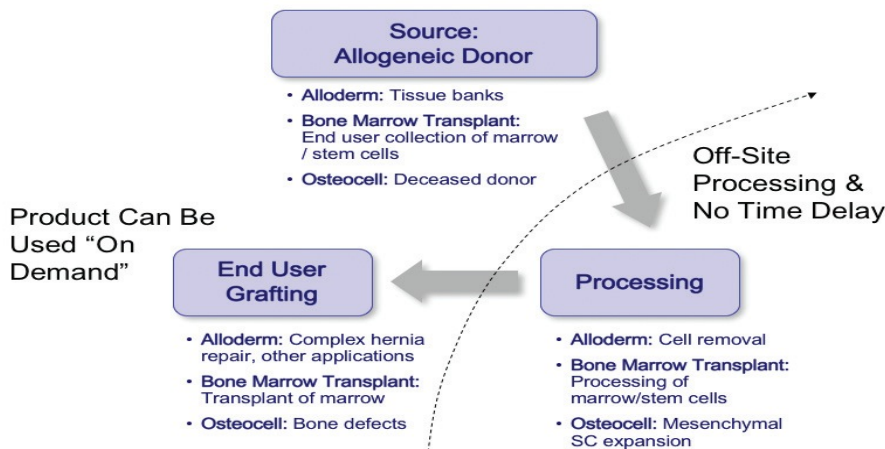 Source:
Allogeneic Donor
• Alloderm: Tissue banks
• Bone Marrow Transplant:
End user collection of marrow
/ stem cells
• Osteocell: Deceased donor
Off-Site
Processing &
No Time Delay
Product Can Be
Used “On
Demand”
End User
Grafting
• Alloderm: Complex hernia
repair, other applications
• Bone Marrow Transplant:
Transplant of marrow
• Osteocell: Bone defects
Processing
• Alloderm: Cell removal
• Bone Marrow Transplant:
Processing of
marrow/stem cells
• Osteocell: Mesenchymal
SC expansion